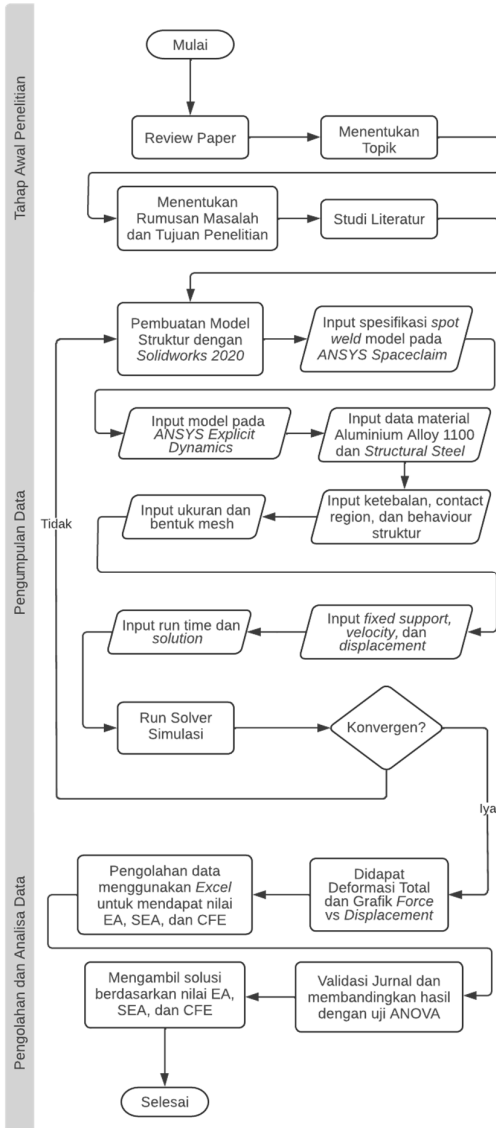 Tahap Awal Penelitian
Mulai
Review Paper
Menentukan
Topik
Menentukan
Rumusan Masalah
dan Tujuan Penelitian
Studi Literatur
Pengumpulan Data
Pembuatan Model
Struktur dengan
Solidworks 2020
Input spesifikasi spot
weld model pada
ANSYS Spaceclaim
Input model pada
ANSYS Explicit
Dynamics
Input data material
Aluminium Alloy 1100
dan Structural Steel
Input ketebalan, contact
region, dan behaviour
struktur
Input ukuran dan
bentuk mesh
Input fixed support,
velocity, dan
displacement
Input run time dan
solution
Run Solver
Simulasi
Konvergen?
Tidak
Iya
Pengolahan dan Analisa Data
Didapat
Deformasi Total
dan Grafik Force
vs Displacement
Pengolahan data
menggunakan Excel
untuk mendapat nilai
EA, SEA, dan CFE
Validasi Jurnal dan
membandingkan hasil
dengan uji ANOVA
Mengambil solusi
berdasarkan nilai EA,
SEA, dan CFE
Selesai